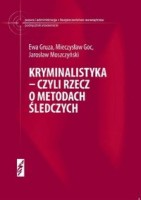 Ewa Gruza, Mieczysław Goc,
Jarosław Moszczyński
KRYMINALISTYKA
– CZYLI RZECZ
O METODACH
ŚLEDCZYCH